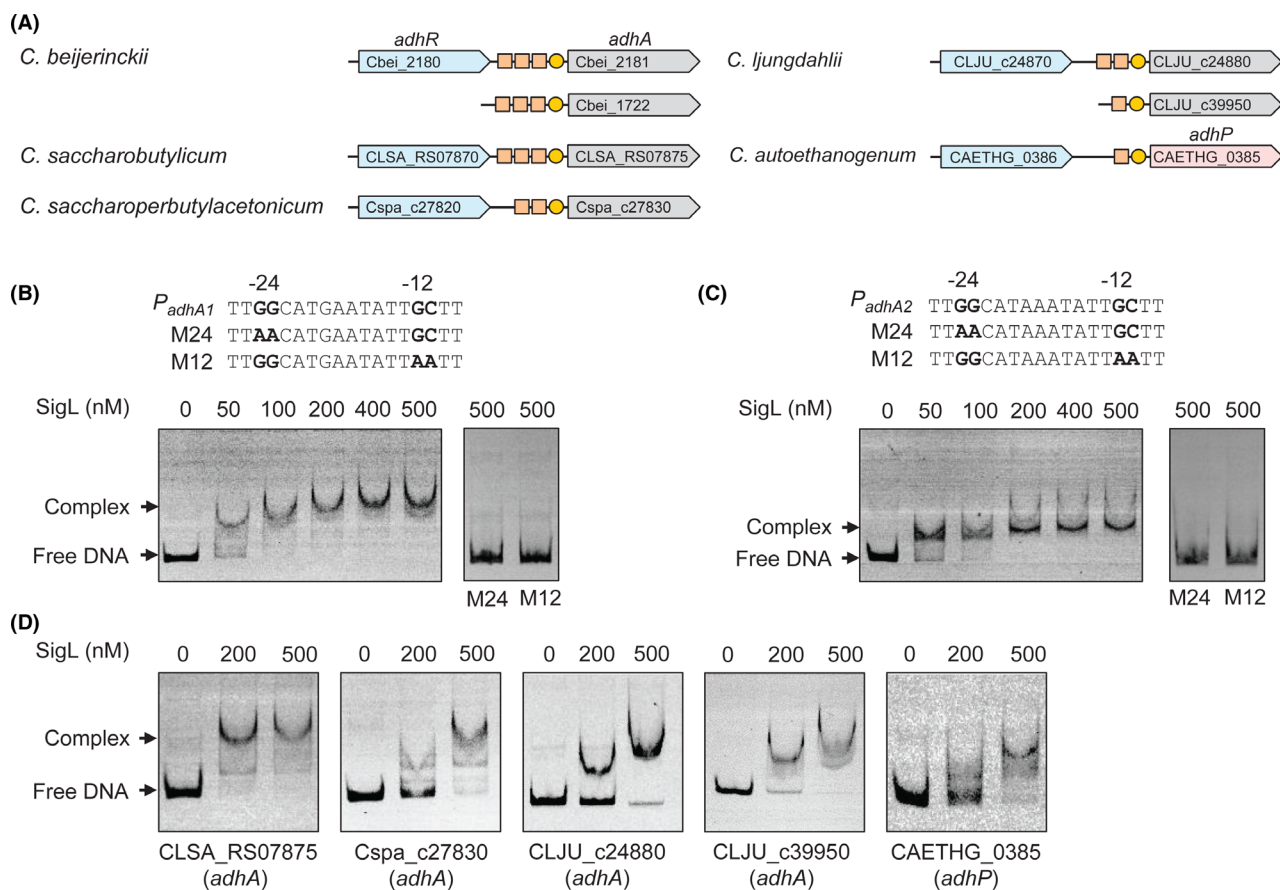 (A)
adhR adhA
C. beijerinckii Cbei_2180 Cbei_2181
Cbei_1722
C. saccharobutylicum CLSA_RS07870 CLSA_RS07875
C. saccharoperbutylacetonicum Cspa_c27820 Cspa_c27830
C. ljungdahlii CLJU_c24870 CLJU_c24880
CLJU_c39950
adhP
C. autoethanogenum CAETHG_0386 CAETHG_0385
(B)
-24 -12
PadhA1 TTGGCATGAATATTGCTT
M24 TTAACATGAATATTGCTT
M12 TTGGCATGAATATTAATT
SigL (nM) 0 50 100 200 400 500 500 500
Complex
Free DNA
M24 M12
(C)
-24 -12
PadhA2 TTGGCATAAATATTGCTT
M24 TTAACATAAATATTGCTT
M12 TTGGCATAAATATTAATT
SigL (nM) 0 50 100 200 400 500 500 500
Complex
Free DNA
M24 M12
(D)
SigL (nM) 0 200 500 0 200 500 0 200 500 0 200 500 0 200 500
Complex
Free DNA
CLSA_RS07875 Cspa_c27830 CLJU_c24880 CLJU_c39950 CAETHG_0385
(adhA) (adhA) (adhA) (adhA) (adhP)